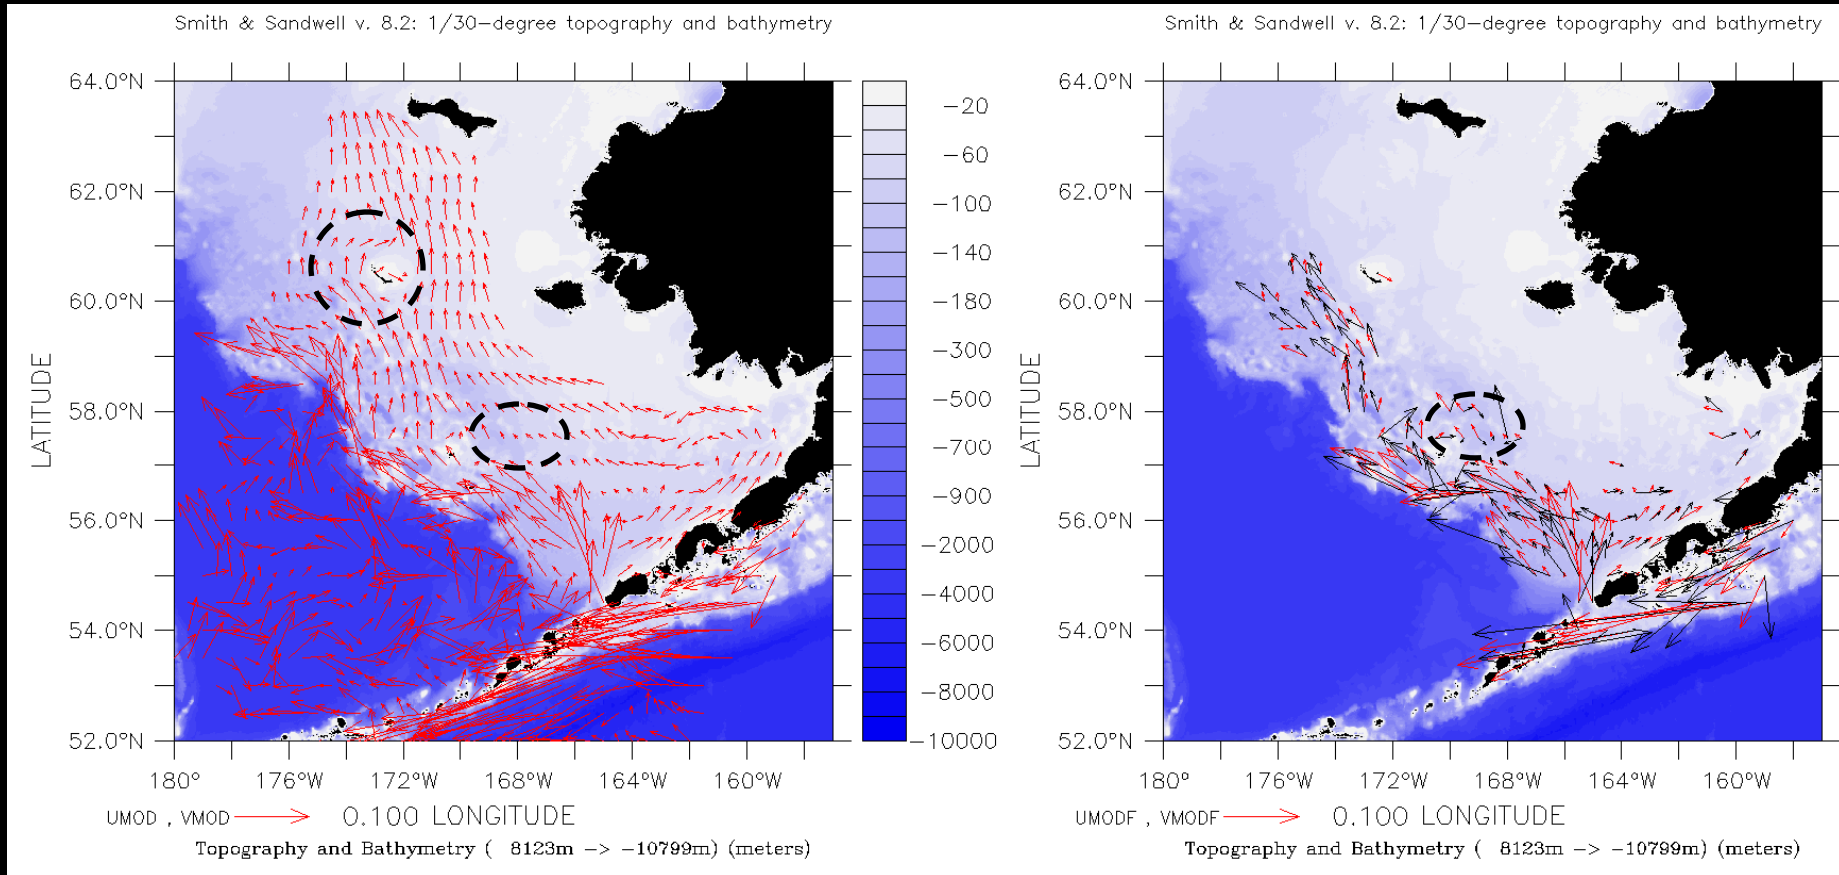 Smith & Sandwell v. 8.2: 1/30-degree topography and bathymetry
64.0°N
62.0°N
60.0°N
58.0°N
56.0°N
54.0°N
52.0°N
LATITUDE
180°
176°W
172°W
168°W
164°W
160°W
UMOD , VMOD 0.100 LONGITUDE
Topography and Bathymetry ( 8123m -> -10799m) (meters)
-20
-60
-100
-140
-180
-300
-500
-700
-900
-2000
-4000
-6000
-8000
-10000
Smith & Sandwell v. 8.2: 1/30-degree topography and bathymetry
64.0°N
62.0°N
60.0°N
58.0°N
56.0°N
54.0°N
52.0°N
LATITUDE
180°
176°W
172°W
168°W
164°W
160°W
UMODF , VMODF 0.100 LONGITUDE
Topography and Bathymetry ( 8123m -> -10799m) (meters)